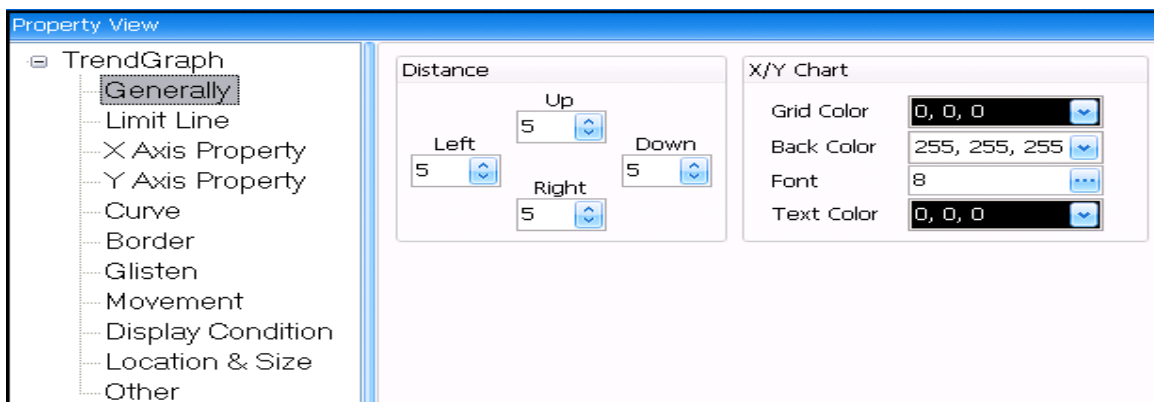 Property View
TrendGraph
Generally
Limit Line
X Axis Property
Y Axis Property
Curve
Border
Glisten
Movement
Display Condition
Location & Size
Other
Distance
Up
5
Left
5
Down
5
Right
5
X/Y Chart
Grid Color 0, 0, 0
Back Color 255, 255, 255
Font 8
Text Color 0, 0, 0